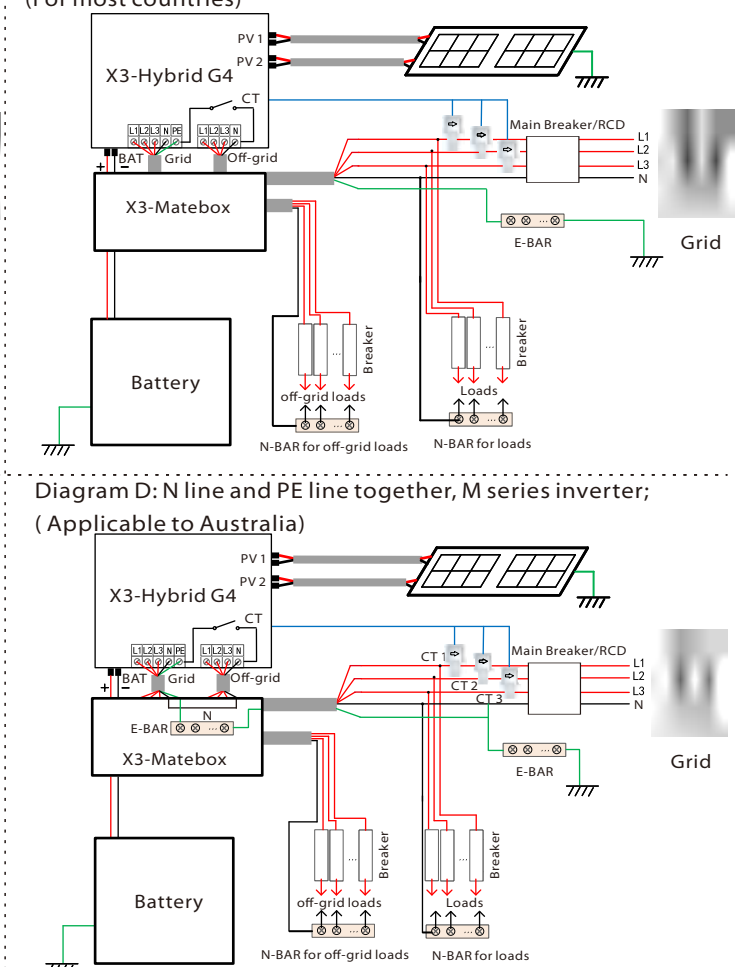 (For most countries)
PV 1
PV 2
X3-Hybrid G4
CT
L1 L2 L3 N PE
L1 L2 L3 N
+ BAT −
Grid
Off-grid
Main Breaker/RCD
L1
L2
L3
N
X3-Matebox
E-BAR
Grid
Breaker
Breaker
Battery
off-grid loads
Loads
N-BAR for off-grid loads
N-BAR for loads
Diagram D: N line and PE line together, M series inverter;
( Applicable to Australia)
PV 1
PV 2
X3-Hybrid G4
CT
L1 L2 L3 N PE
L1 L2 L3 N
+ BAT −
Grid
Off-grid
CT 1
CT 2
CT 3
Main Breaker/RCD
L1
L2
L3
N
N
E-BAR
X3-Matebox
E-BAR
Grid
Breaker
Breaker
Battery
off-grid loads
Loads
N-BAR for off-grid loads
N-BAR for loads